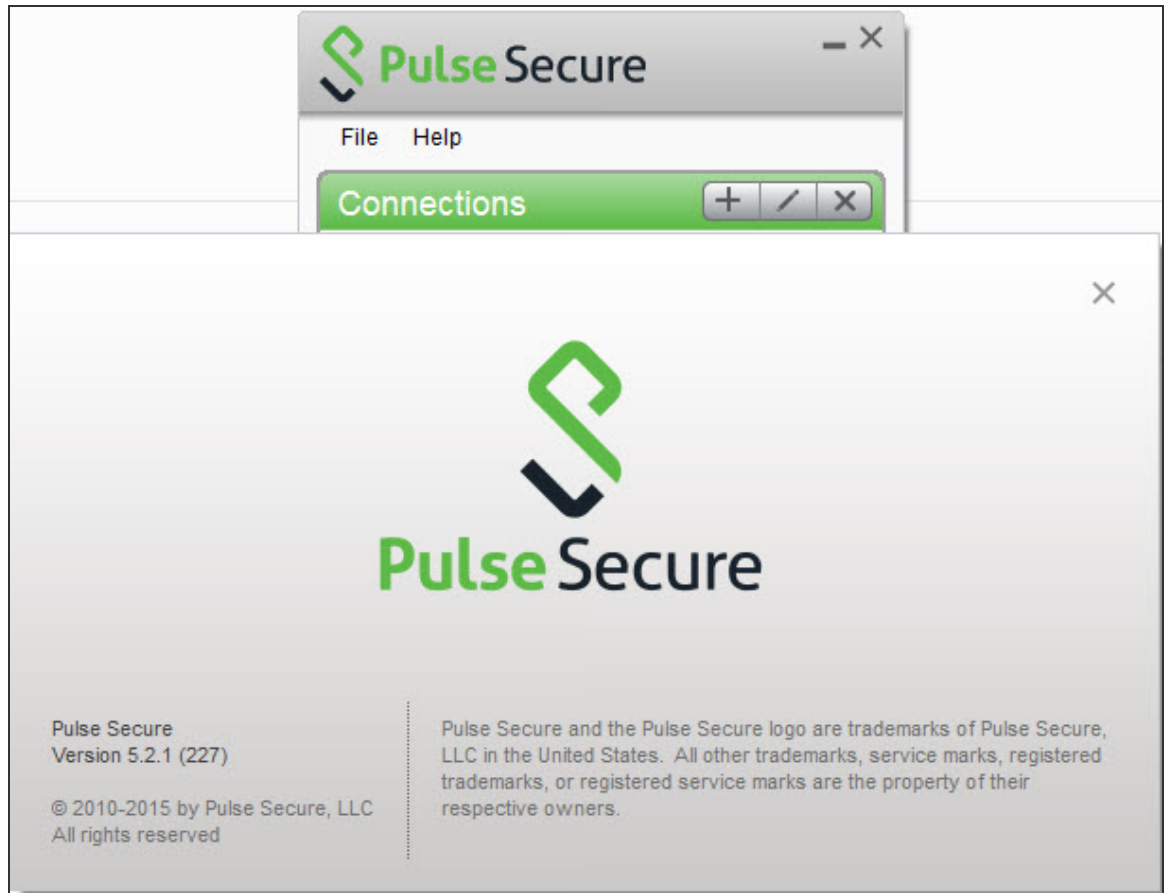 Pulse Secure
File Help
Connections
Pulse Secure
Pulse Secure
Version 5.2.1 (227)
© 2010-2015 by Pulse Secure, LLC
All rights reserved
Pulse Secure and the Pulse Secure logo are trademarks of Pulse Secure,
LLC in the United States. All other trademarks, service marks, registered
trademarks, or registered service marks are the property of their
respective owners.